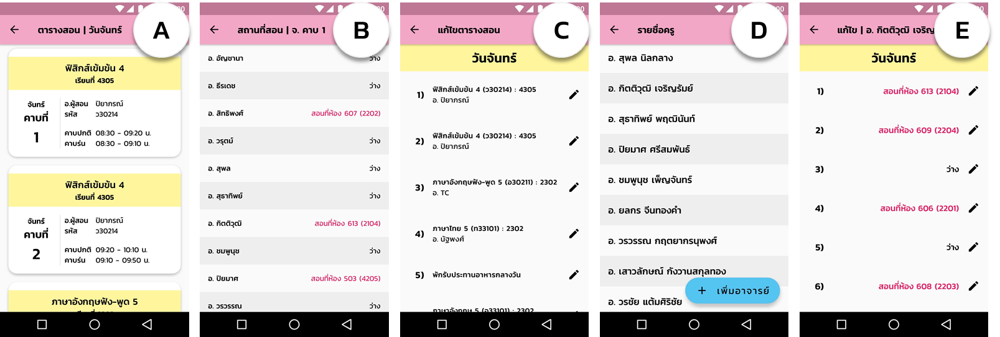 ตารางสอน | วันจันทร์
A
ฟิสิกส์เข้มข้น 4
เรียนที่ 4305
จันทร์
คาบที่
1
อ.ผู้สอน ปิยาภรณ์
รหัส ว30214
คาบปกติ 08:30 - 09:20 น.
คาบร่น 08:30 - 09:10 น.
ฟิสิกส์เข้มข้น 4
เรียนที่ 4305
จันทร์
คาบที่
2
อ.ผู้สอน ปิยาภรณ์
รหัส ว30214
คาบปกติ 09:20 - 10:10 น.
คาบร่น 09:10 - 09:50 น.
ภาษาอังกฤษฟัง-พูด 5
สถานที่สอน | จ. คาบ 1
B
อ. อัญชานา ว่าง
อ. ธีรเดช ว่าง
อ. สิทธิพงศ์ สอนที่ห้อง 607 (2202)
อ. วรุตม์ ว่าง
อ. สุพล ว่าง
อ. สุธาทิพย์ ว่าง
อ. กิตติวุฒิ สอนที่ห้อง 613 (2104)
อ. ชมพูนุช ว่าง
อ. ปิยมาศ สอนที่ห้อง 503 (4205)
อ. วรวรรณ ว่าง
แก้ไขตารางสอน
C
วันจันทร์
1) ฟิสิกส์เข้มข้น 4 (ว30214) : 4305
อ. ปิยาภรณ์
2) ฟิสิกส์เข้มข้น 4 (ว30214) : 4305
อ. ปิยาภรณ์
3) ภาษาอังกฤษฟัง-พูด 5 (อ30211) : 2302
อ. TC
4) ภาษาไทย 5 (ท33101) : 2302
อ. นัฐพงศ์
5) พักรับประทานอาหารกลางวัน
ภาษาอังกฤษ 5 (อ33101) : 2302
รายชื่อครู
D
อ. สุพล นิลกลาง
อ. กิตติวุฒิ เจริญรัมย์
อ. สุธาทิพย์ พฤฒินันท์
อ. ปิยมาศ ศรีสมพันธ์
อ. ชมพูนุช เพ็ญจันทร์
อ. ยลกร จีนทองคำ
อ. วรวรรณ กฤตยากรนุพงศ์
อ. เสาวลักษณ์ กังวานสกุลทอง
อ. วรชัย แต้มศิริชัย
+ เพิ่มอาจารย์
แก้ไข | อ. กิตติวุฒิ เจริญ
E
วันจันทร์
1) สอนที่ห้อง 613 (2104)
2) สอนที่ห้อง 609 (2204)
3) ว่าง
4) สอนที่ห้อง 606 (2201)
5) ว่าง
6) สอนที่ห้อง 608 (2203)